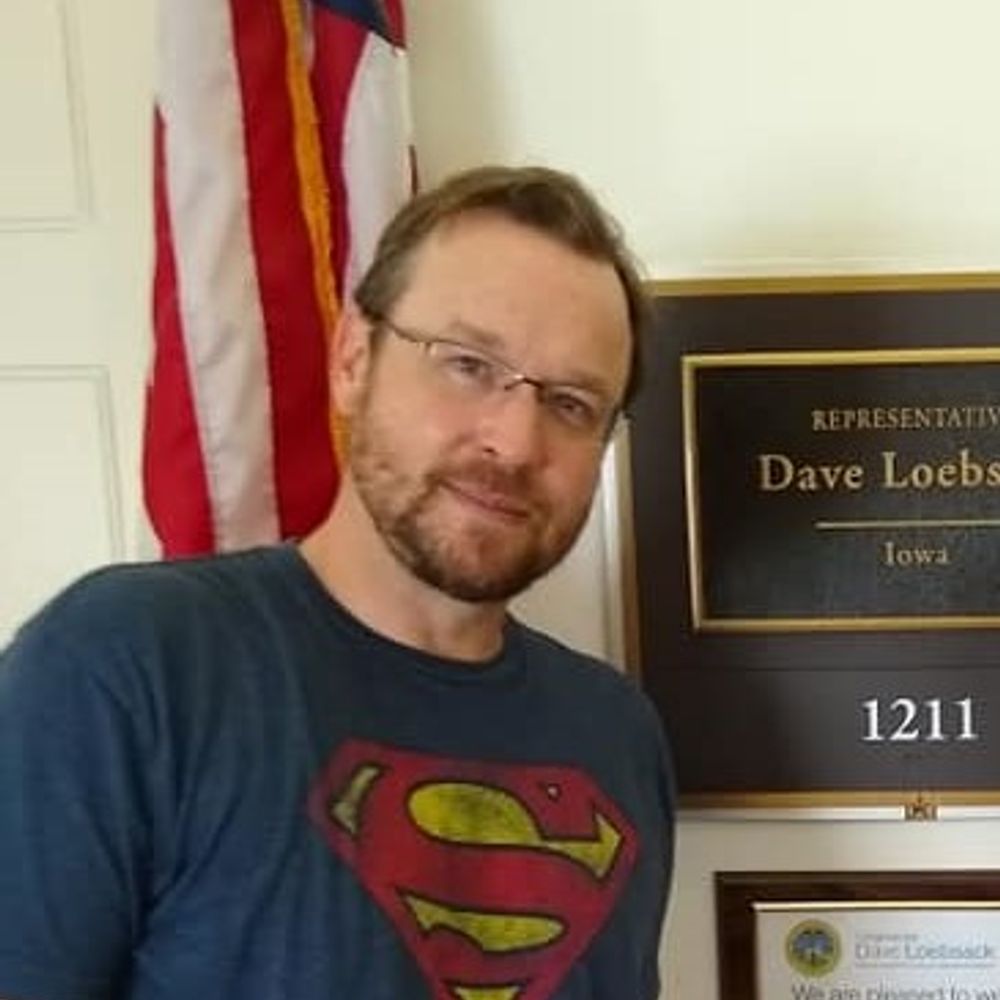 REPRESENTATIV
Dave Loebs
Iowa
1211
Dave Loebsack
We are pleased to w